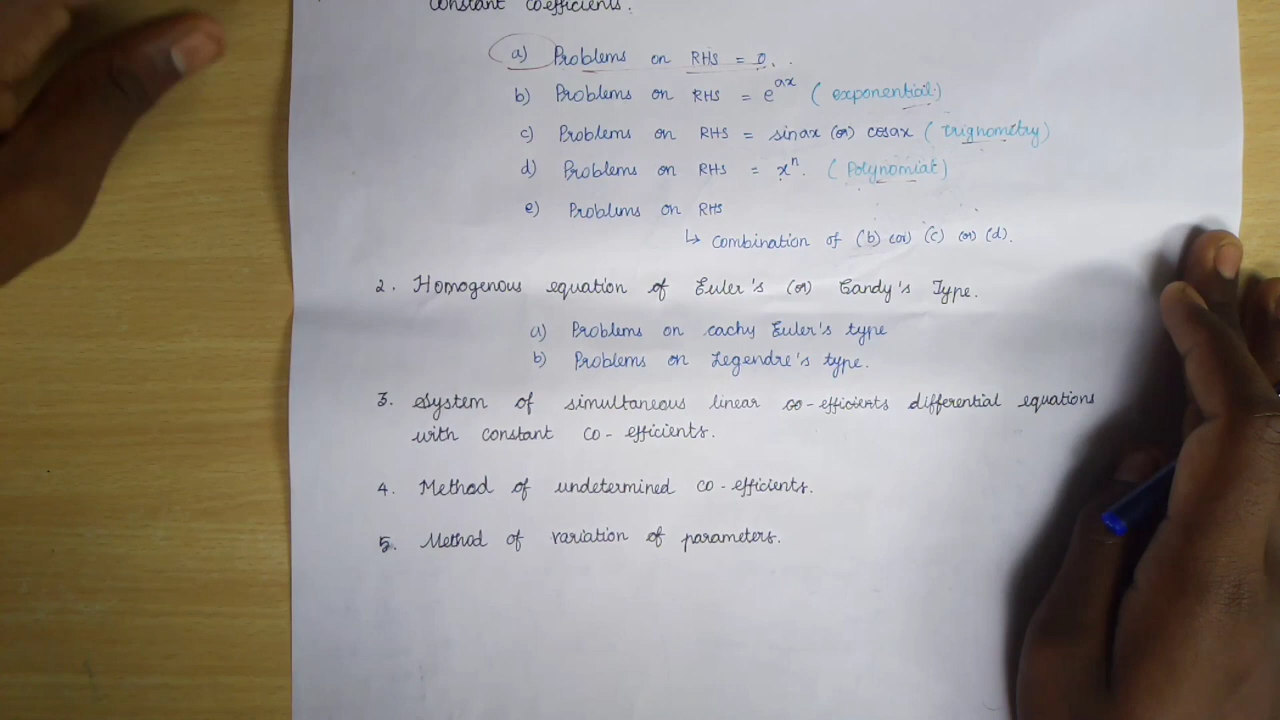 constant coefficients.
a) Problems on RHS = 0.
b) Problems on RHS = e^ax (exponential)
c) Problems on RHS = sinax (or) cosax (trignometry)
d) Problems on RHS = x^n. (Polynomial)
e) Problems on RHS
↳ combination of (b) (or) (c) (or) (d).
2. Homogenous equation of Euler's (or) Candy's Type.
a) Problems on cachy Euler's type
b) Problems on Legendre's type.
3. System of simultaneous linear co-efficients differential equations
with constant co-efficients.
4. Method of undetermined co-efficients.
5. Method of variation of parameters.